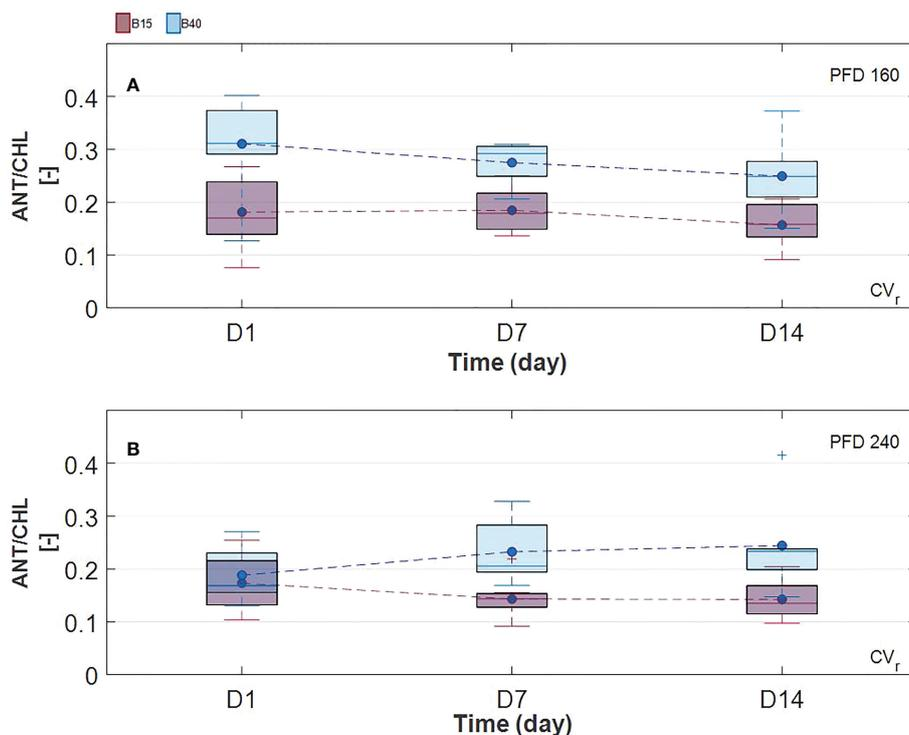 B15 B40
A
PFD 160
0.4
0.3
0.2
0.1
0
ANT/CHL
[-]
CVr
D1 D7 D14
Time (day)
B
PFD 240
0.4
0.3
0.2
0.1
0
ANT/CHL
[-]
CVr
D1 D7 D14
Time (day)